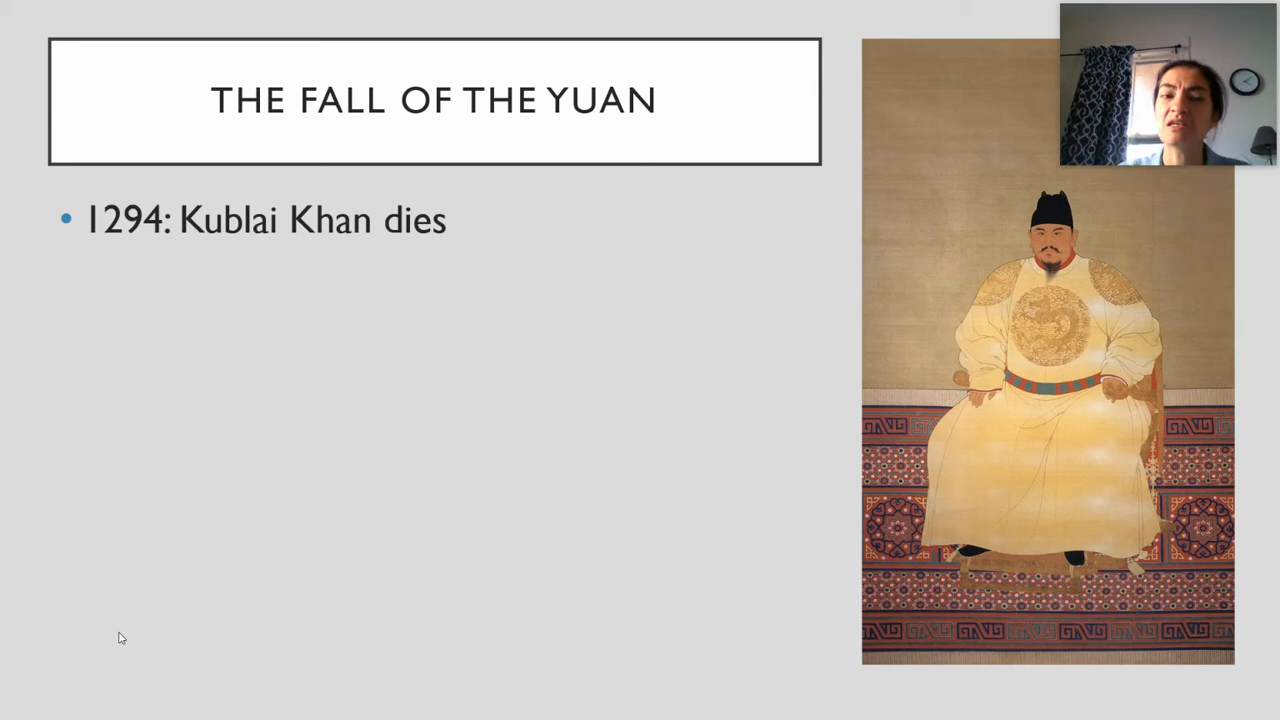 THE FALL OF THE YUAN
• 1294: Kublai Khan dies